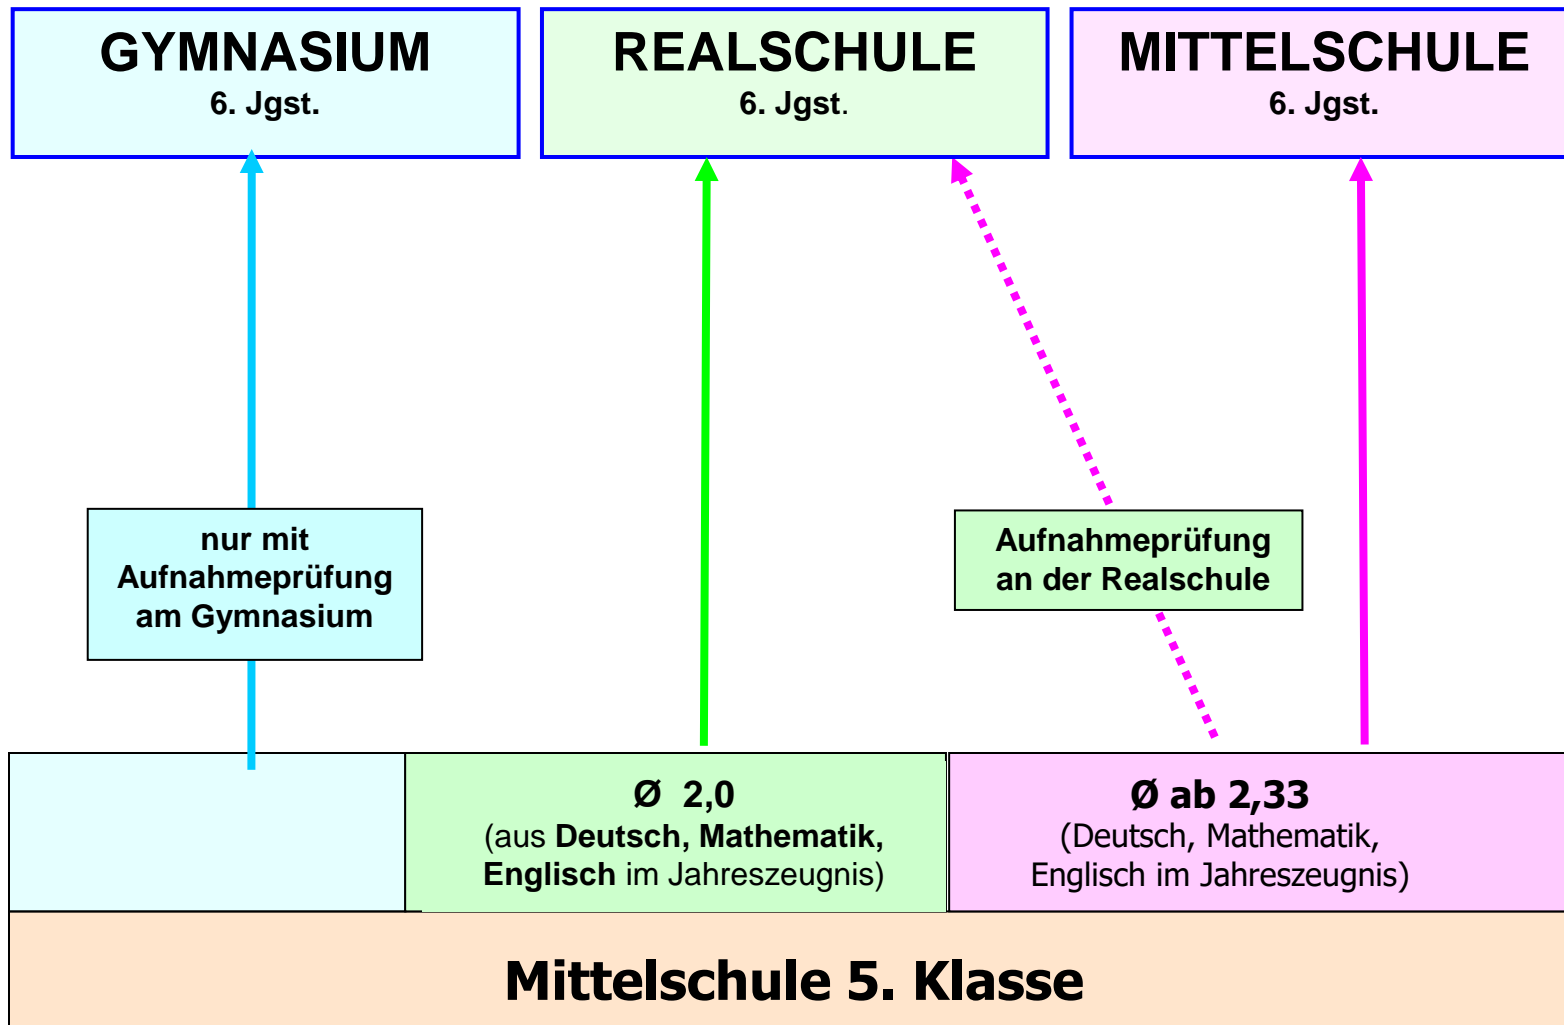 GYMNASIUM
6. Jgst.
REALSCHULE
6. Jgst.
MITTELSCHULE
6. Jgst.
nur mit
Aufnahmeprüfung
am Gymnasium
Aufnahmeprüfung
an der Realschule
Ø 2,0
(aus Deutsch, Mathematik,
Englisch im Jahreszeugnis)
Ø ab 2,33
(Deutsch, Mathematik,
Englisch im Jahreszeugnis)
Mittelschule 5. Klasse